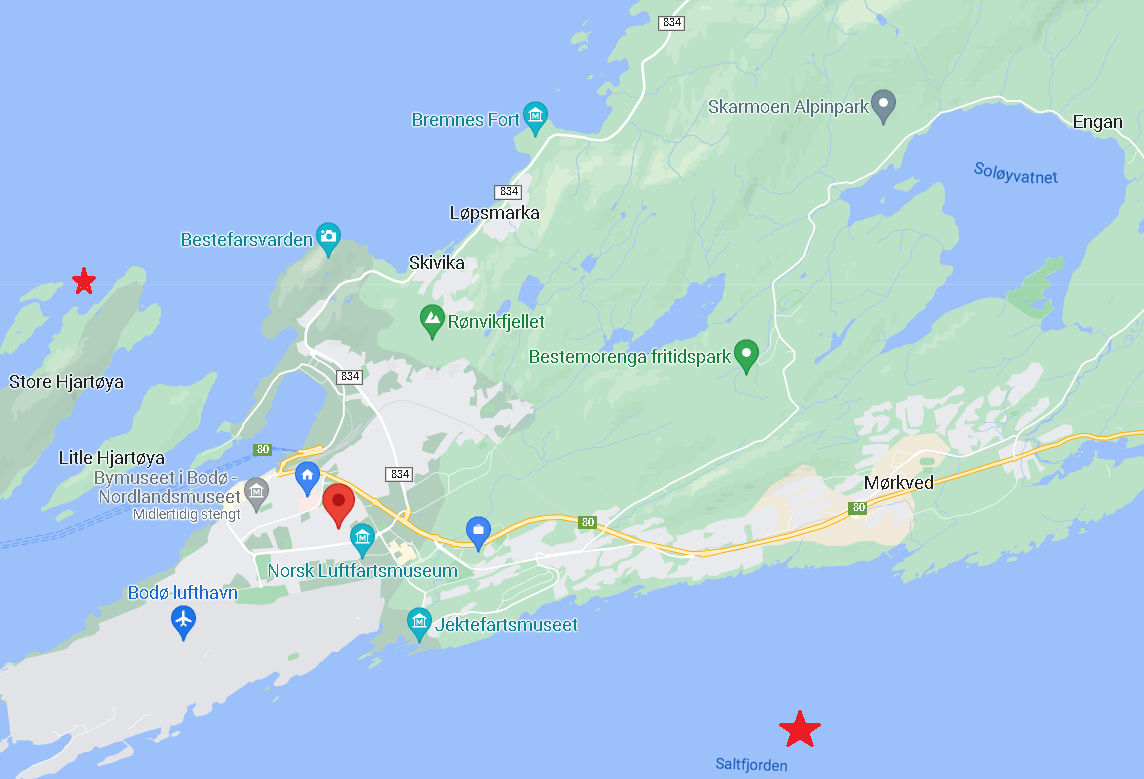 834
Skarmoen Alpinpark
Bremnes Fort
Engan
Soløyvatnet
834
Løpsmarka
Bestefarsvarden
Skivika
Rønvikfjellet
Bestemorenga fritidspark
834
Store Hjartøya
80
Litle Hjartøya
834
Bymuseet i Bodø -
Nordlandsmuseet
Midlertidig stengt
Mørkved
80
80
Norsk Luftfartsmuseum
Bodø lufthavn
Jektefartsmuseet
Saltfjorden